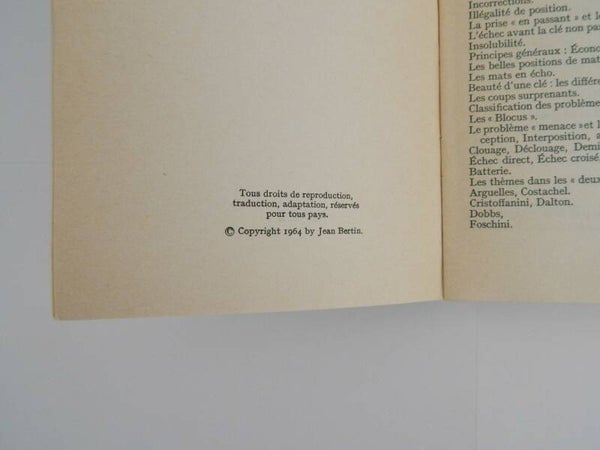 Tous droits de reproduction,
traduction, adaptation, réservés
pour tous pays.
© Copyright 1964 by Jean Bertin.
Incorrections.
Illégalité de position.
La prise « en passant » et le
L'échec avant la clé non pa
Insolubilité.
Principes généraux : Écono
Les belles positions de mat
Les mats en écho.
Beauté d'une clé : les différe
Les coups surprenants.
Classification des problème
Les « Blocus ».
Le problème « menace »et l
ception, Interposition, a
Clouage, Déclouage, Demi
Échec direct, Échec croisé
Batterie.
Les thèmes dans les « deux
Arguelles, Costachel.
Cristoffanini, Dalton.
Dobbs,
Foschini.